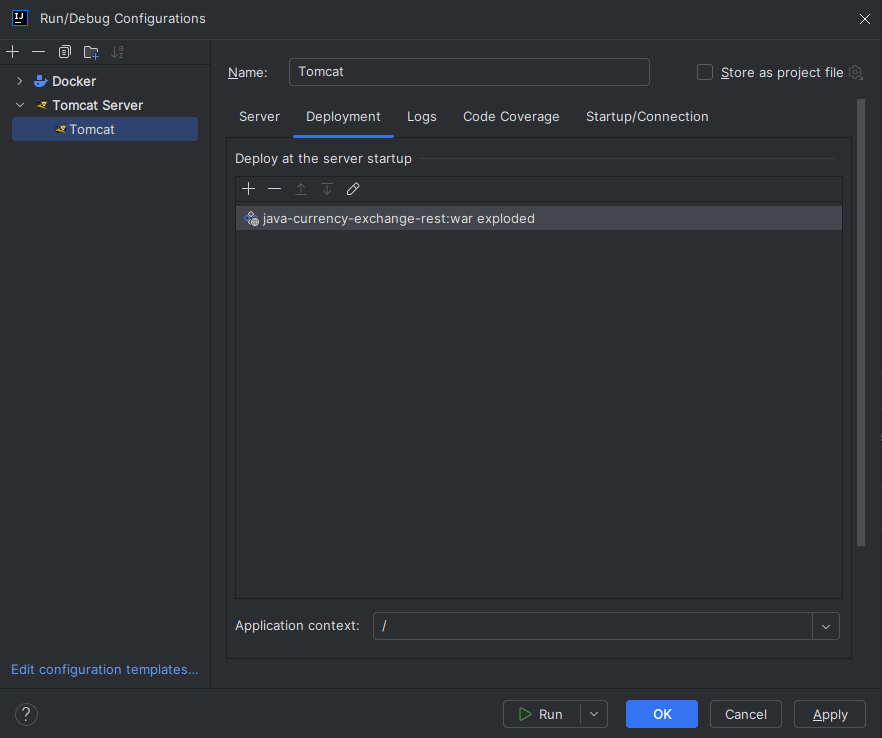 Run/Debug Configurations
Docker
Tomcat Server
Tomcat
Name: Tomcat Store as project file
Server Deployment Logs Code Coverage Startup/Connection
Deploy at the server startup
java-currency-exchange-rest:war exploded
Application context: /
Edit configuration templates...
? Run OK Cancel Apply